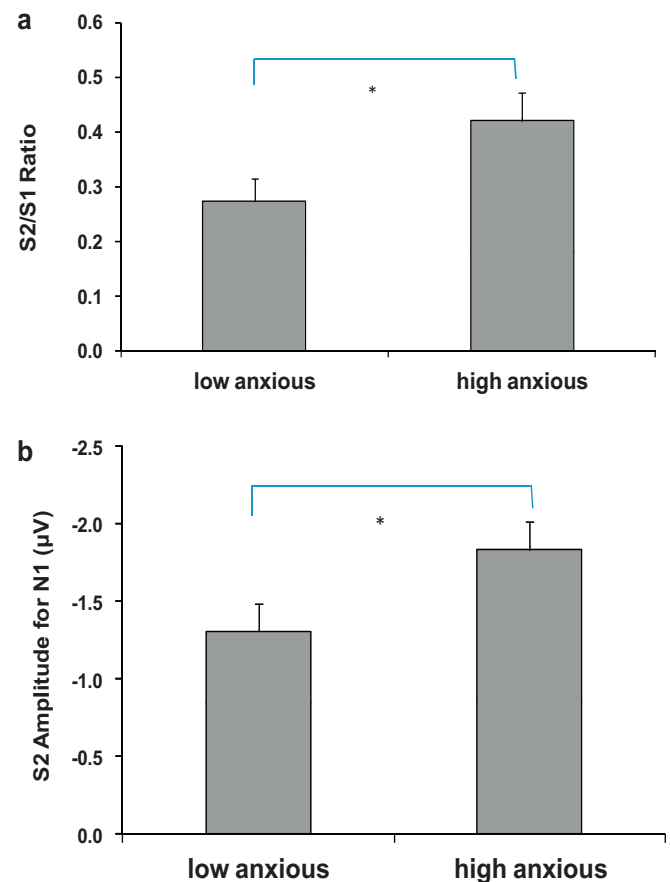 a
S2/S1 Ratio
0.6
0.5
0.4
0.3
0.2
0.1
0.0
*
low anxious high anxious
b
S2 Amplitude for N1 (µV)
-2.5
-2.0
-1.5
-1.0
-0.5
0.0
*
low anxious high anxious